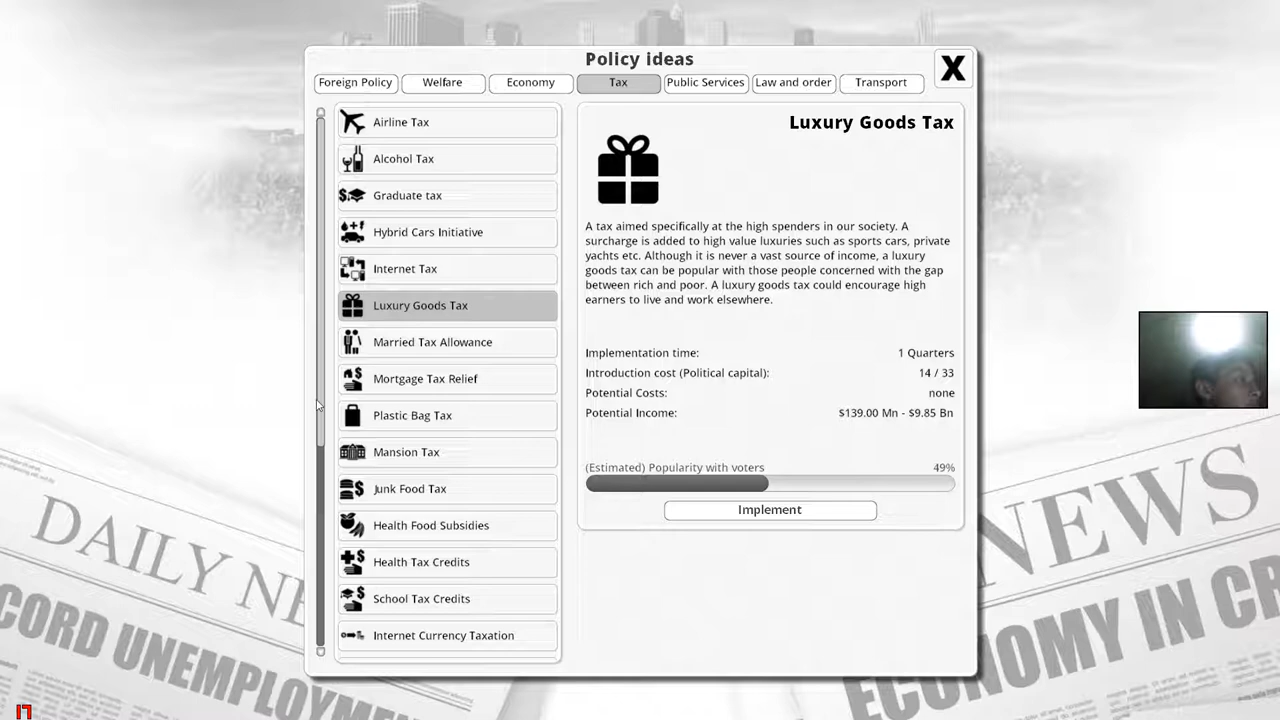 Policy ideas
X
Foreign Policy
Welfare
Economy
Tax
Public Services
Law and order
Transport
Airline Tax
Alcohol Tax
Graduate tax
Hybrid Cars Initiative
Internet Tax
Luxury Goods Tax
Married Tax Allowance
Mortgage Tax Relief
Plastic Bag Tax
Mansion Tax
Junk Food Tax
Health Food Subsidies
Health Tax Credits
School Tax Credits
Internet Currency Taxation
Luxury Goods Tax
A tax aimed specifically at the high spenders in our society. A
surcharge is added to high value luxuries such as sports cars, private
yachts etc. Although it is never a vast source of income, a luxury
goods tax can be popular with those people concerned with the gap
between rich and poor. A luxury goods tax could encourage high
earners to live and work elsewhere.
Implementation time: 1 Quarters
Introduction cost (Political capital): 14 / 33
Potential Costs: none
Potential Income: $139.00 Mn - $9.85 Bn
(Estimated) Popularity with voters 49%
Implement
DAILY NE
CORD UNEMPLOYM
NEWS
ECONOMY IN CR
17